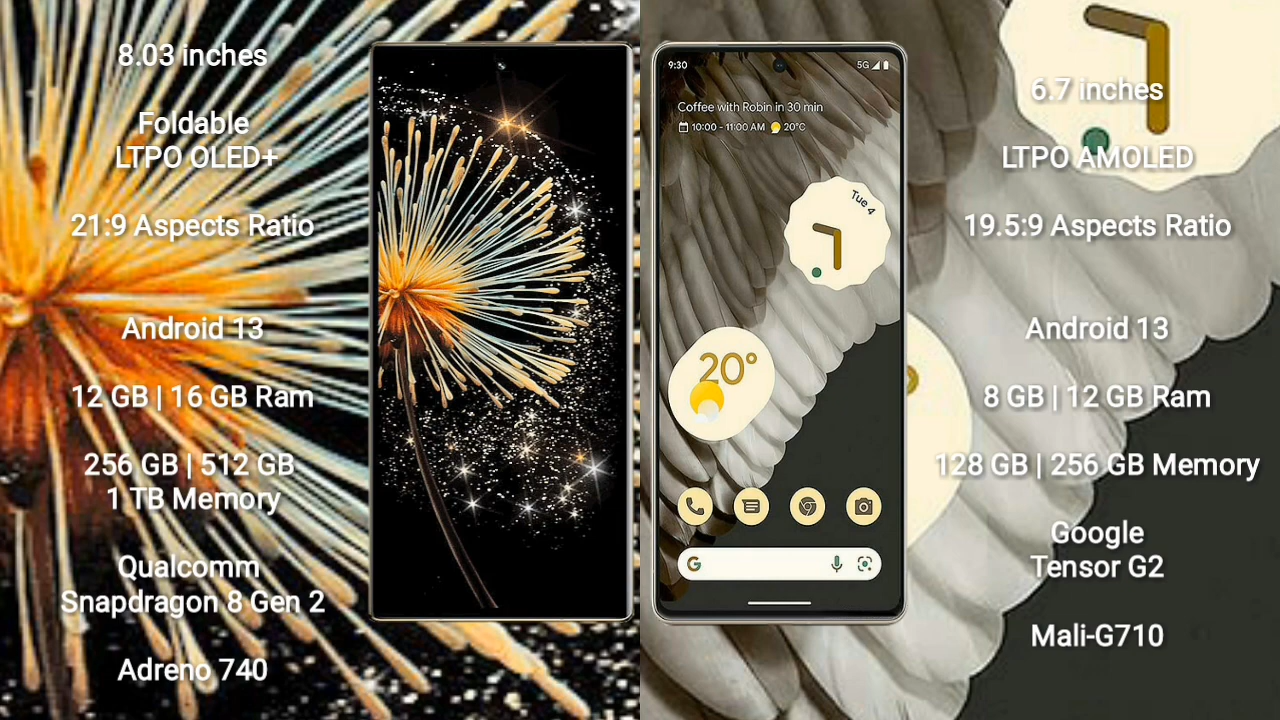 8.03 inches
Foldable
LTPO OLED+
21:9 Aspects Ratio
Android 13
12 GB | 16 GB Ram
256 GB | 512 GB
1 TB Memory
Qualcomm
Snapdragon 8 Gen 2
Adreno 740
9:30
5G
Coffee with Robin in 30 min
10:00 - 11:00 AM
20°C
Tue 4
20°
G
6.7 inches
LTPO AMOLED
19.5:9 Aspects Ratio
Android 13
8 GB | 12 GB Ram
128 GB | 256 GB Memory
Google
Tensor G2
Mali-G710